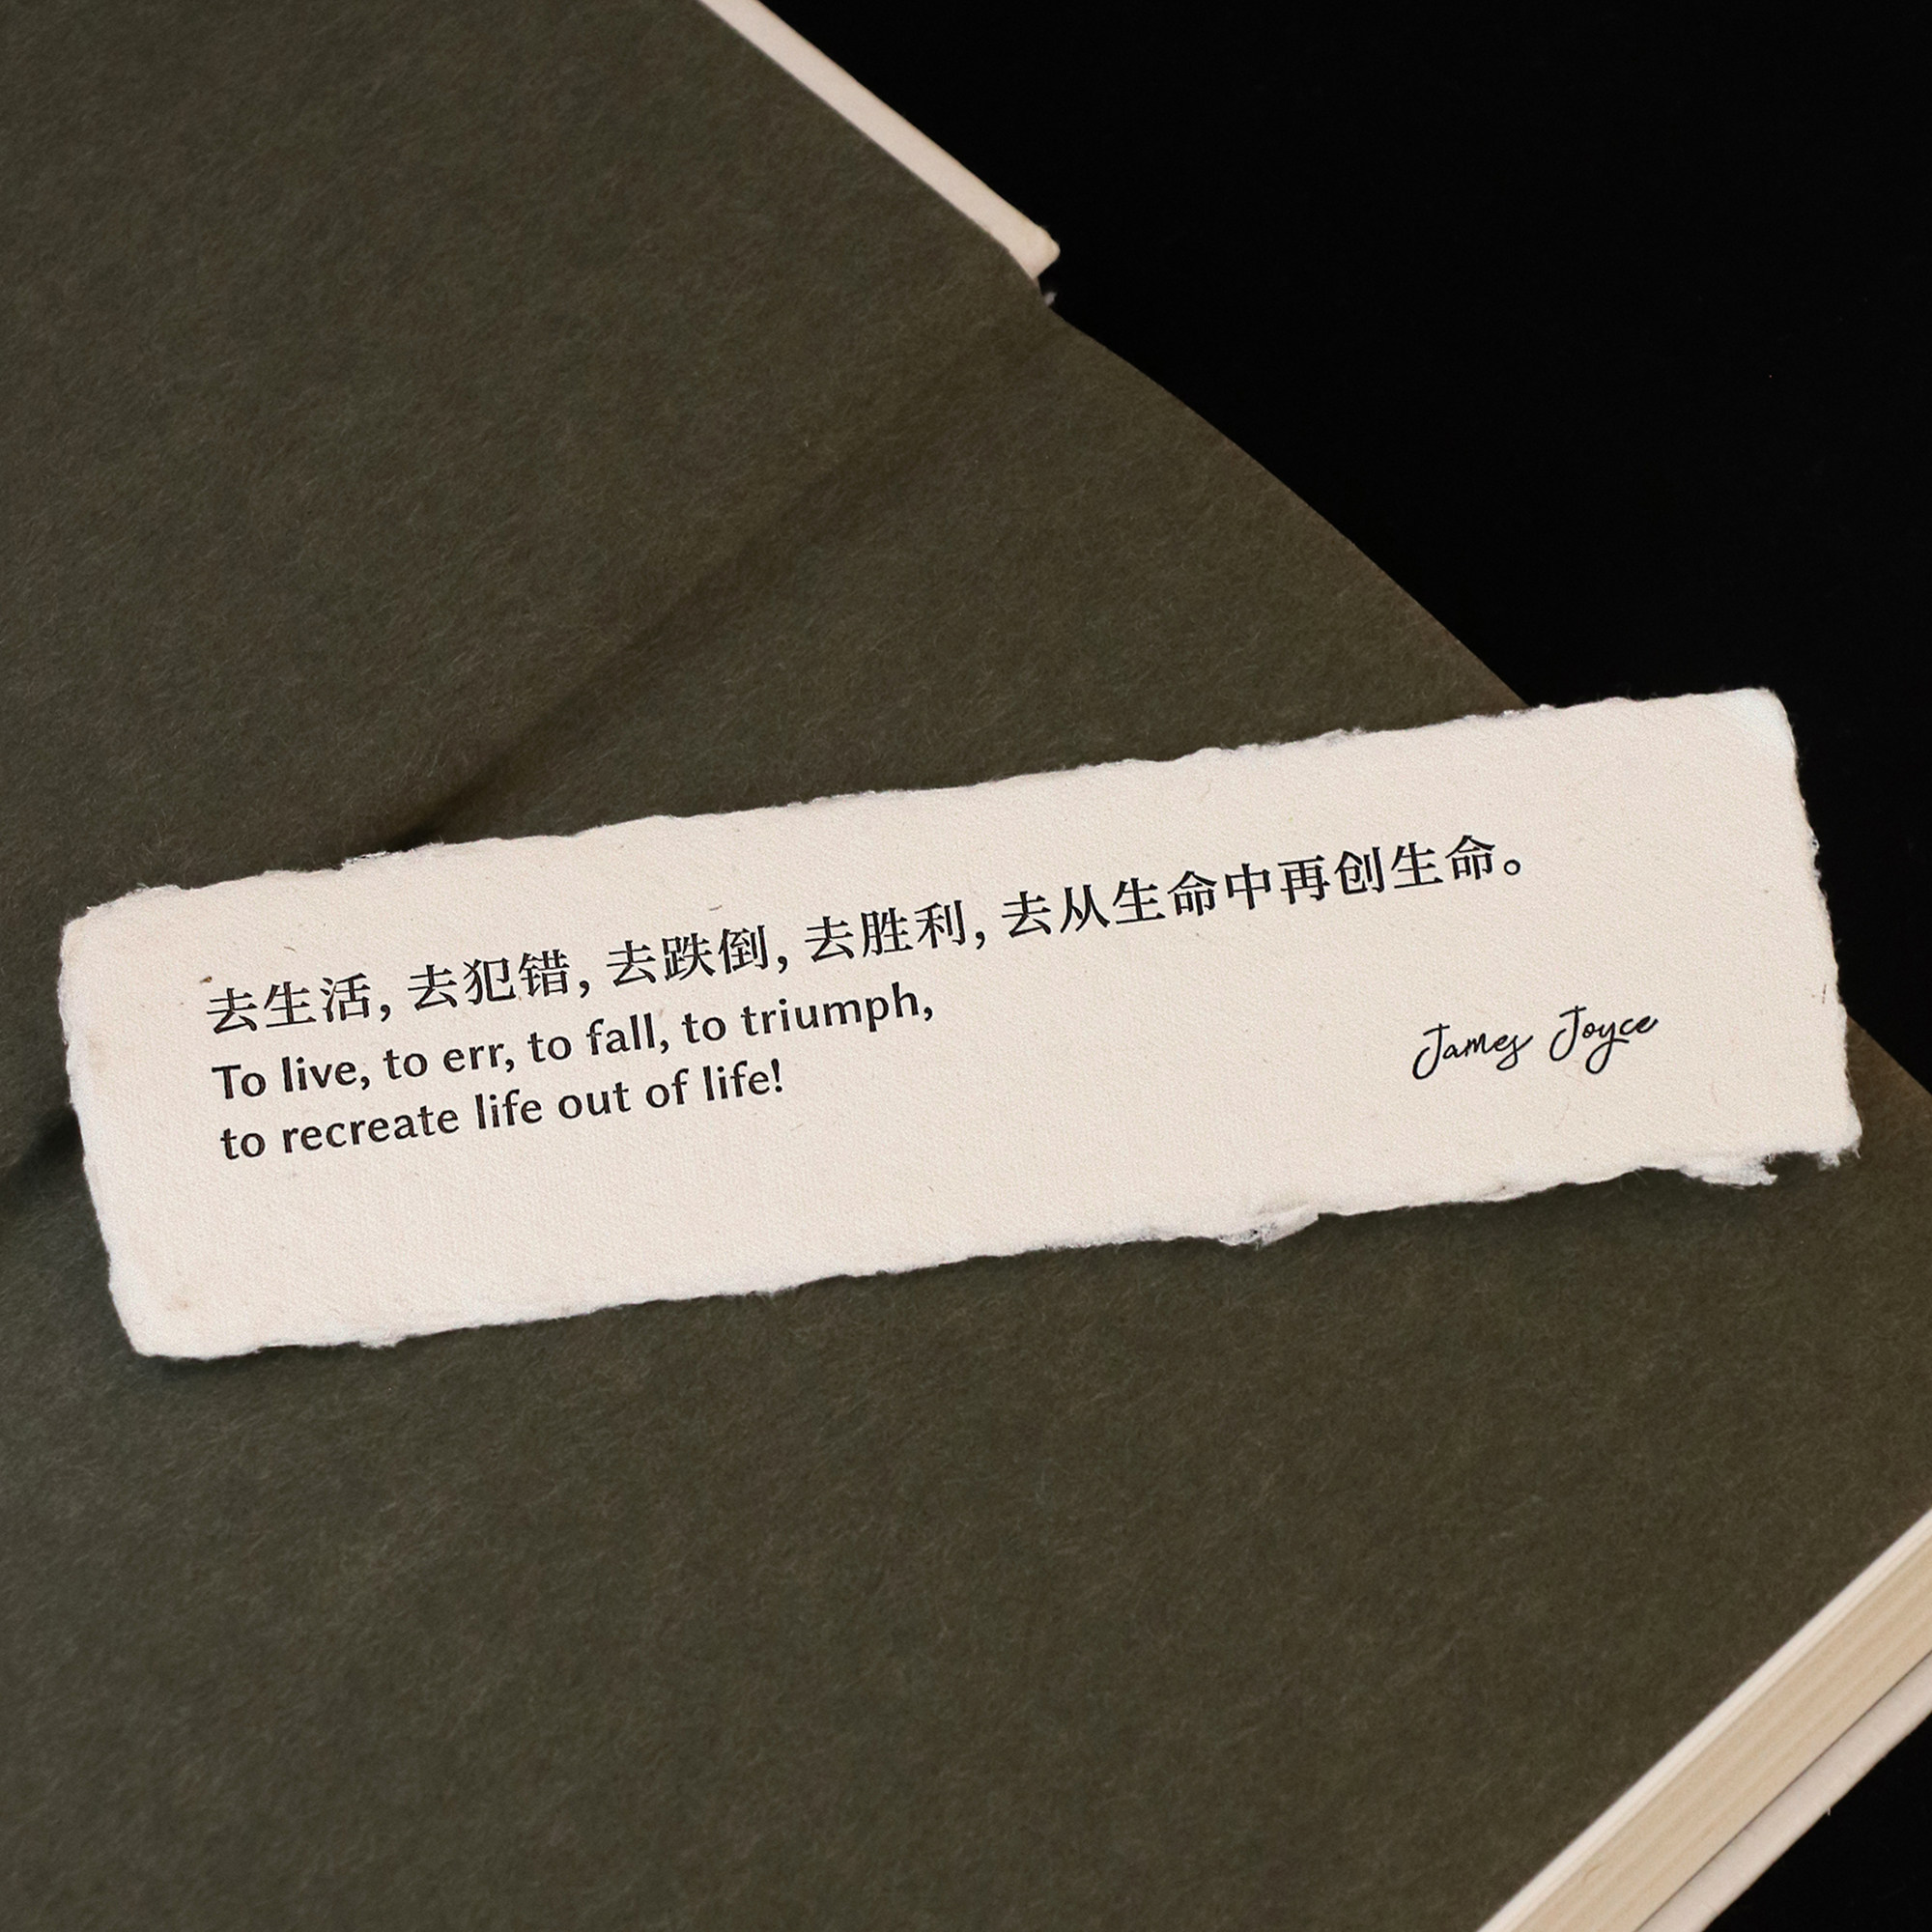 去生活,去犯错,去跌倒,去胜利,去从生命中再创生命。
To live, to err, to fall, to triumph,
to recreate life out of life!
James Joyce